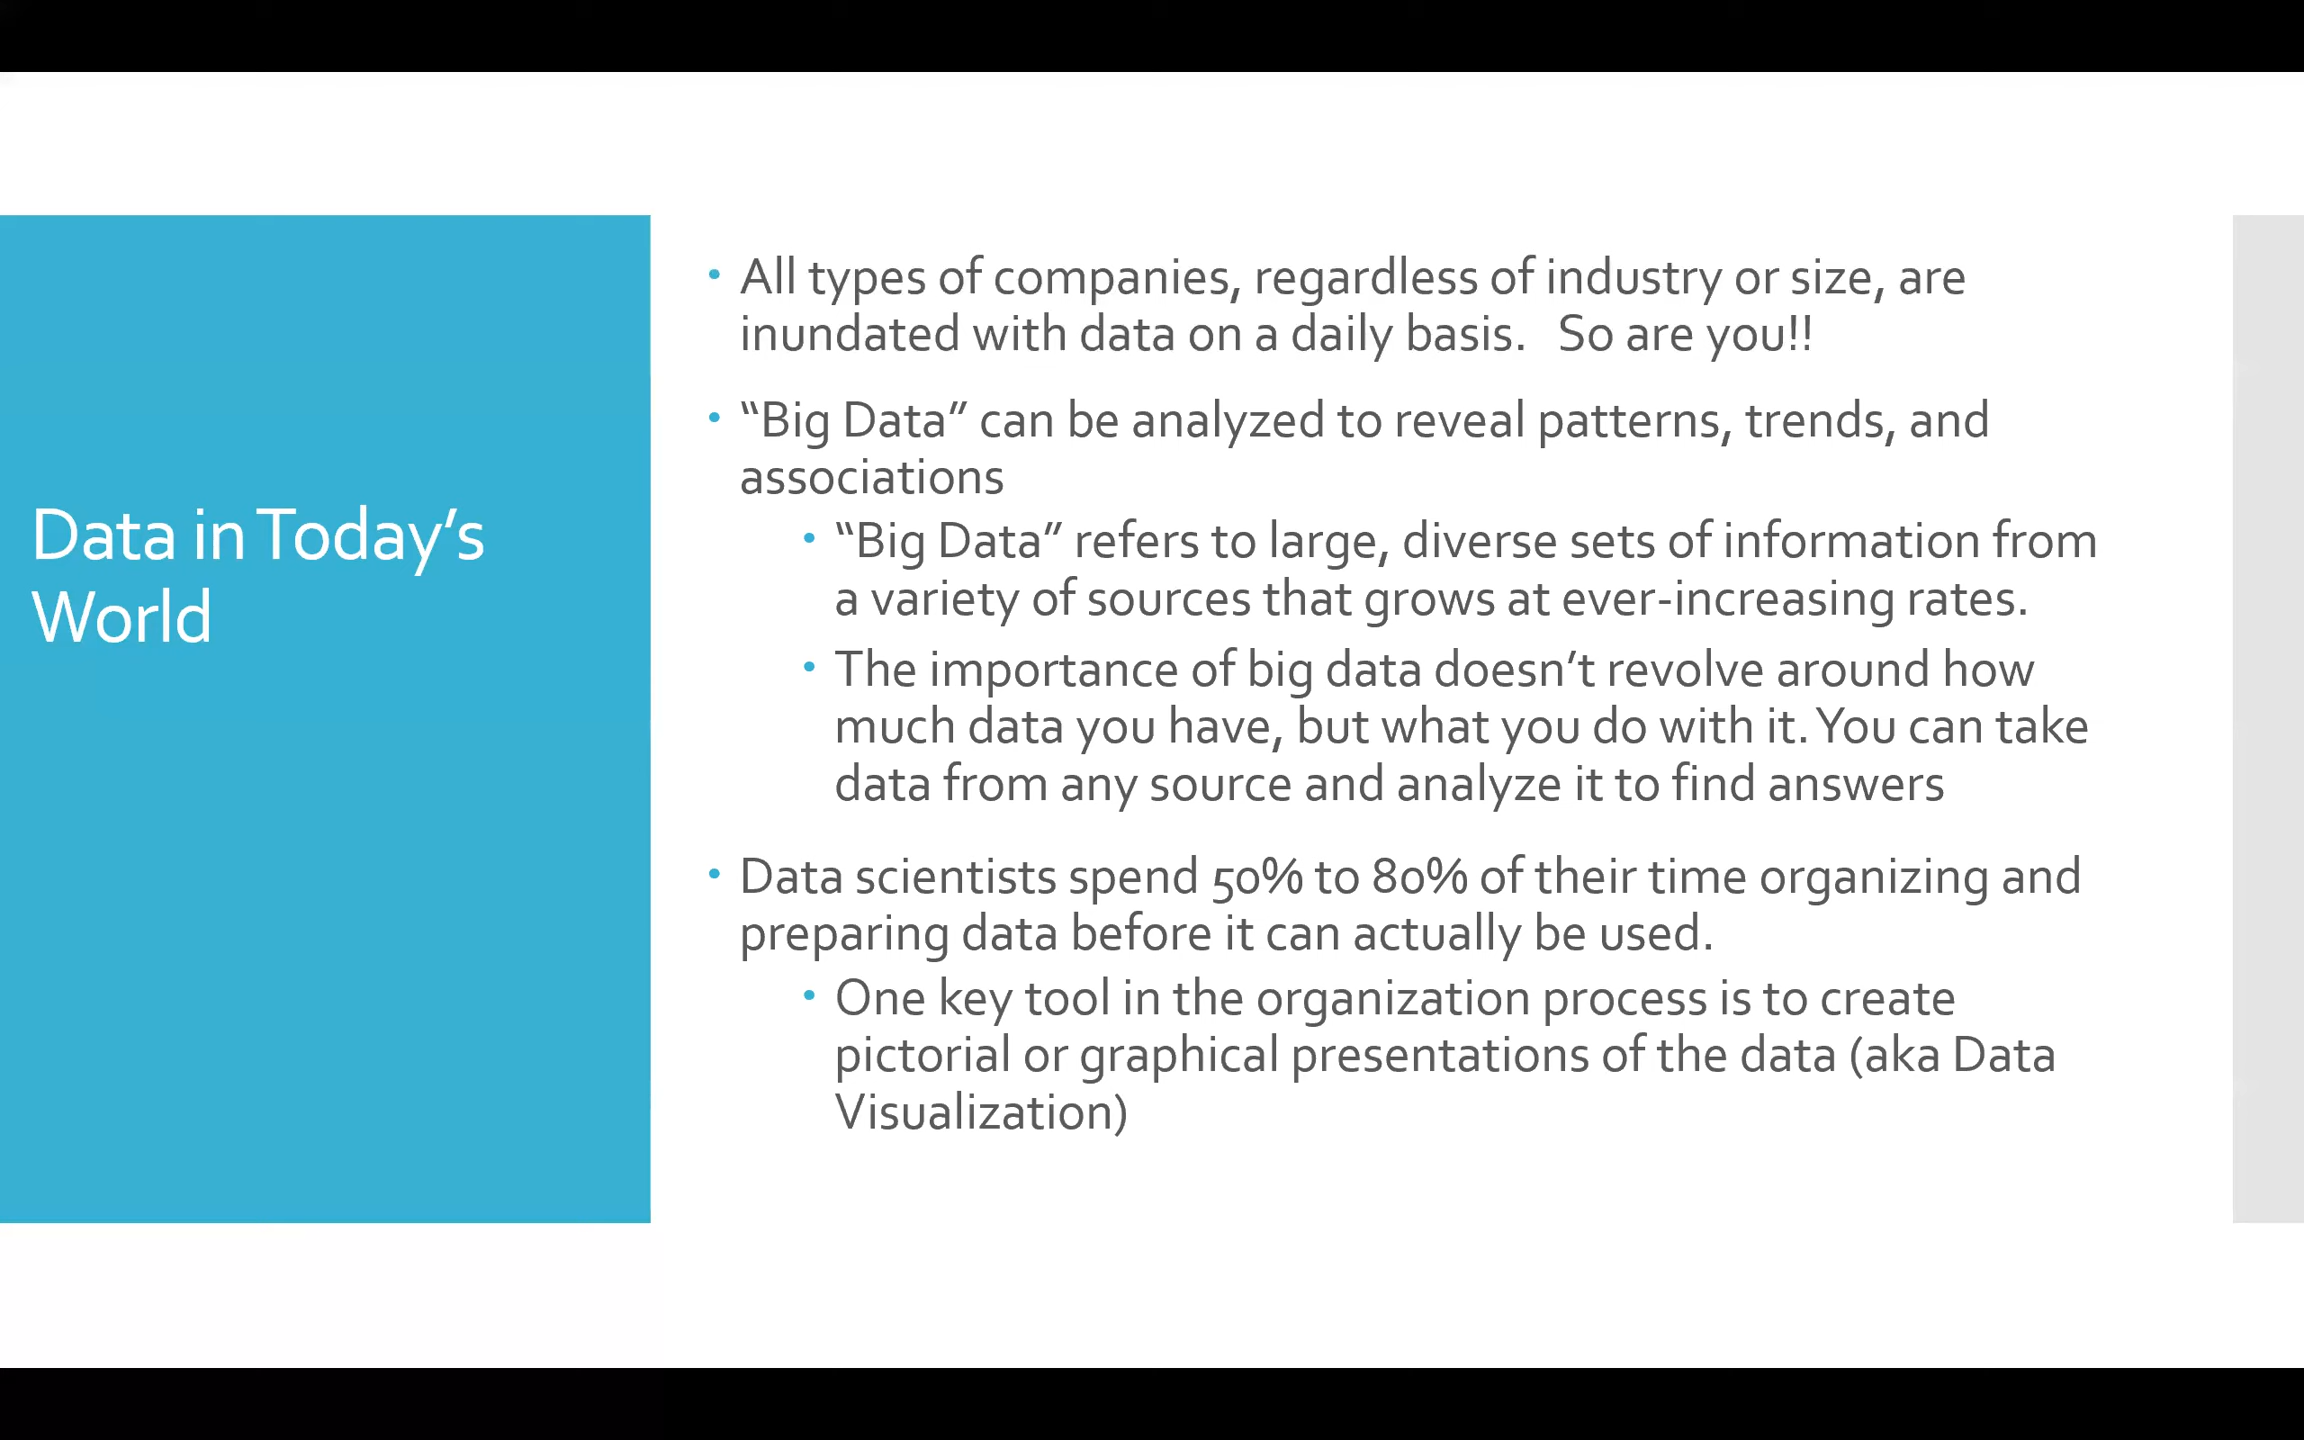 Data in Today’s
World
• All types of companies, regardless of industry or size, are
inundated with data on a daily basis.   So are you!!
• “Big Data” can be analyzed to reveal patterns, trends, and
associations
• “Big Data” refers to large, diverse sets of information from
a variety of sources that grows at ever-increasing rates.
• The importance of big data doesn’t revolve around how
much data you have, but what you do with it. You can take
data from any source and analyze it to find answers
• Data scientists spend 50% to 80% of their time organizing and
preparing data before it can actually be used.
• One key tool in the organization process is to create
pictorial or graphical presentations of the data (aka Data
Visualization)